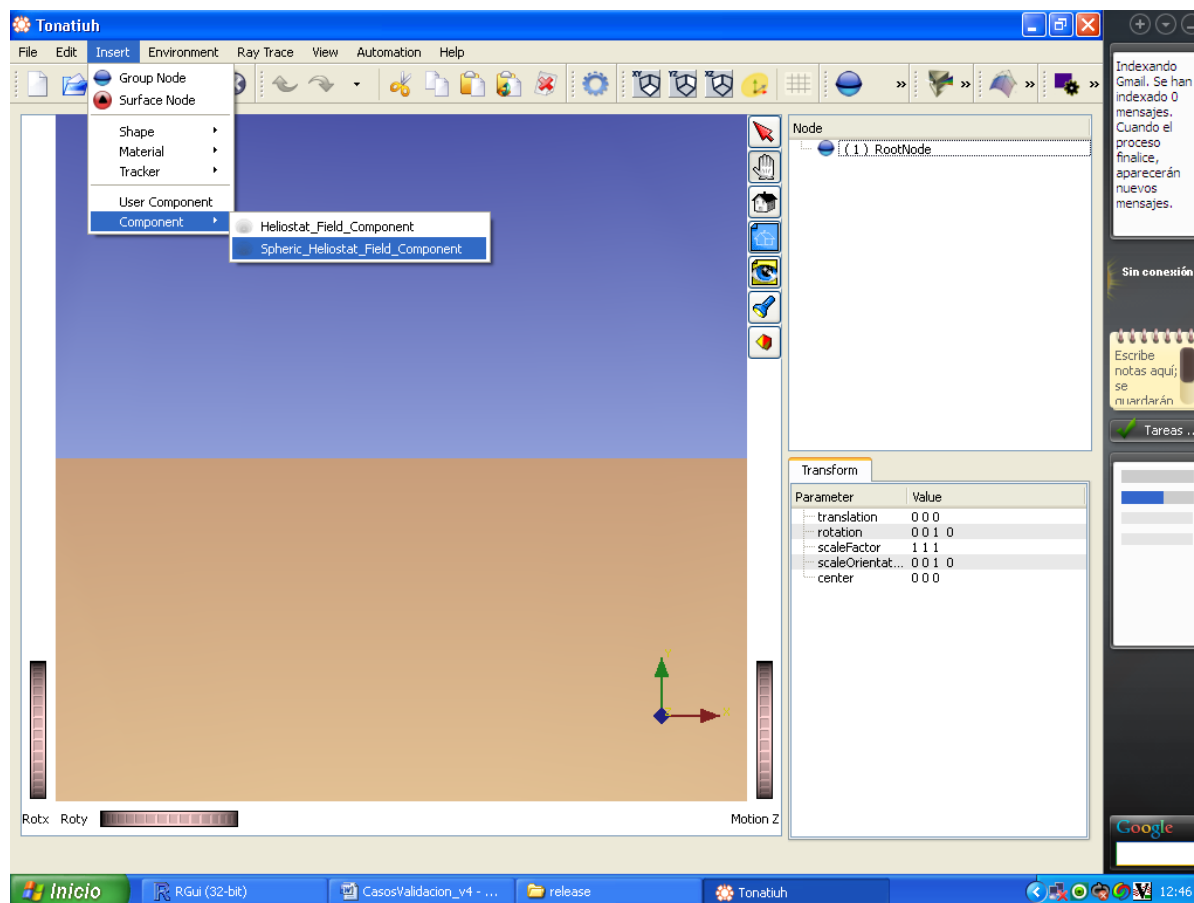 Tonatiuh
File Edit Insert Environment Ray Trace View Automation Help
Group Node
Surface Node
Shape
Material
Tracker
User Component
Component
Heliostat_Field_Component
Spheric_Heliostat_Field_Component
XY YZ XZ
» » » »
Node
( 1 ) RootNode
Transform
Parameter Value
translation 0 0 0
rotation 0 0 1 0
scaleFactor 1 1 1
scaleOrientat... 0 0 1 0
center 0 0 0
Rotx Roty Motion Z
Indexando
Gmail. Se han
indexado 0
mensajes.
Cuando el
proceso
finalice,
aparecerán
nuevos
mensajes.
Sin conexión
Escribe
notas aquí;
se
guardarán
Tareas ..
Google
Inicio RGui (32-bit) CasosValidacion_v4 - ... release Tonatiuh 12:46